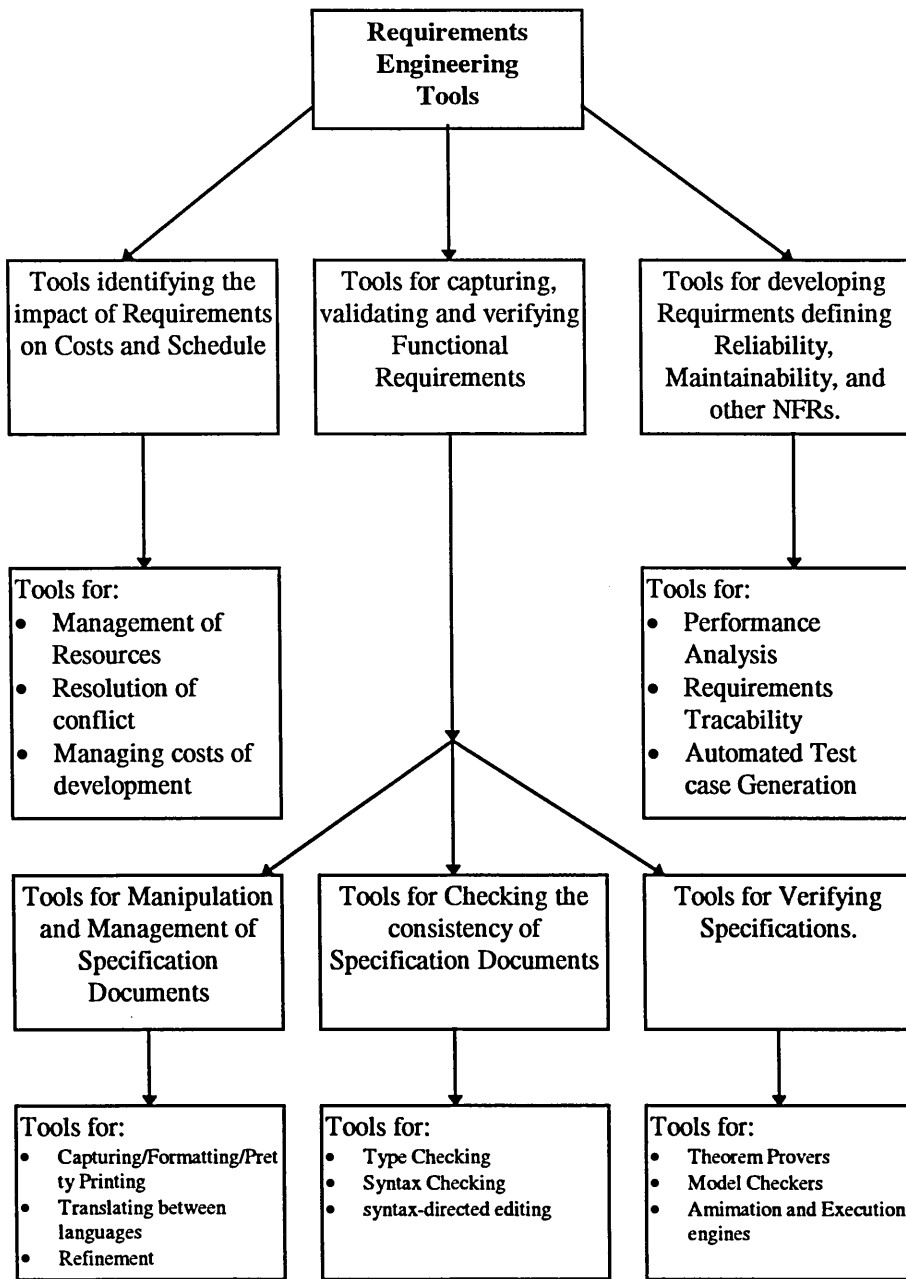 Requirements
Engineering
Tools
Tools identifying the
impact of Requirements
on Costs and Schedule
Tools for capturing,
validating and verifying
Functional
Requirements
Tools for developing
Requirments defining
Reliability,
Maintainability, and
other NFRs.
Tools for:
• Management of
Resources
• Resolution of
conflict
• Managing costs of
development
Tools for:
• Performance
Analysis
• Requirements
Tracability
• Automated Test
case Generation
Tools for Manipulation
and Management of
Specification
Documents
Tools for Checking the
consistency of
Specification Documents
Tools for Verifying
Specifications.
Tools for:
• Capturing/Formatting/Pret
ty Printing
• Translating between
languages
• Refinement
Tools for:
• Type Checking
• Syntax Checking
• syntax-directed editing
Tools for:
• Theorem Provers
• Model Checkers
• Amimation and Execution
engines